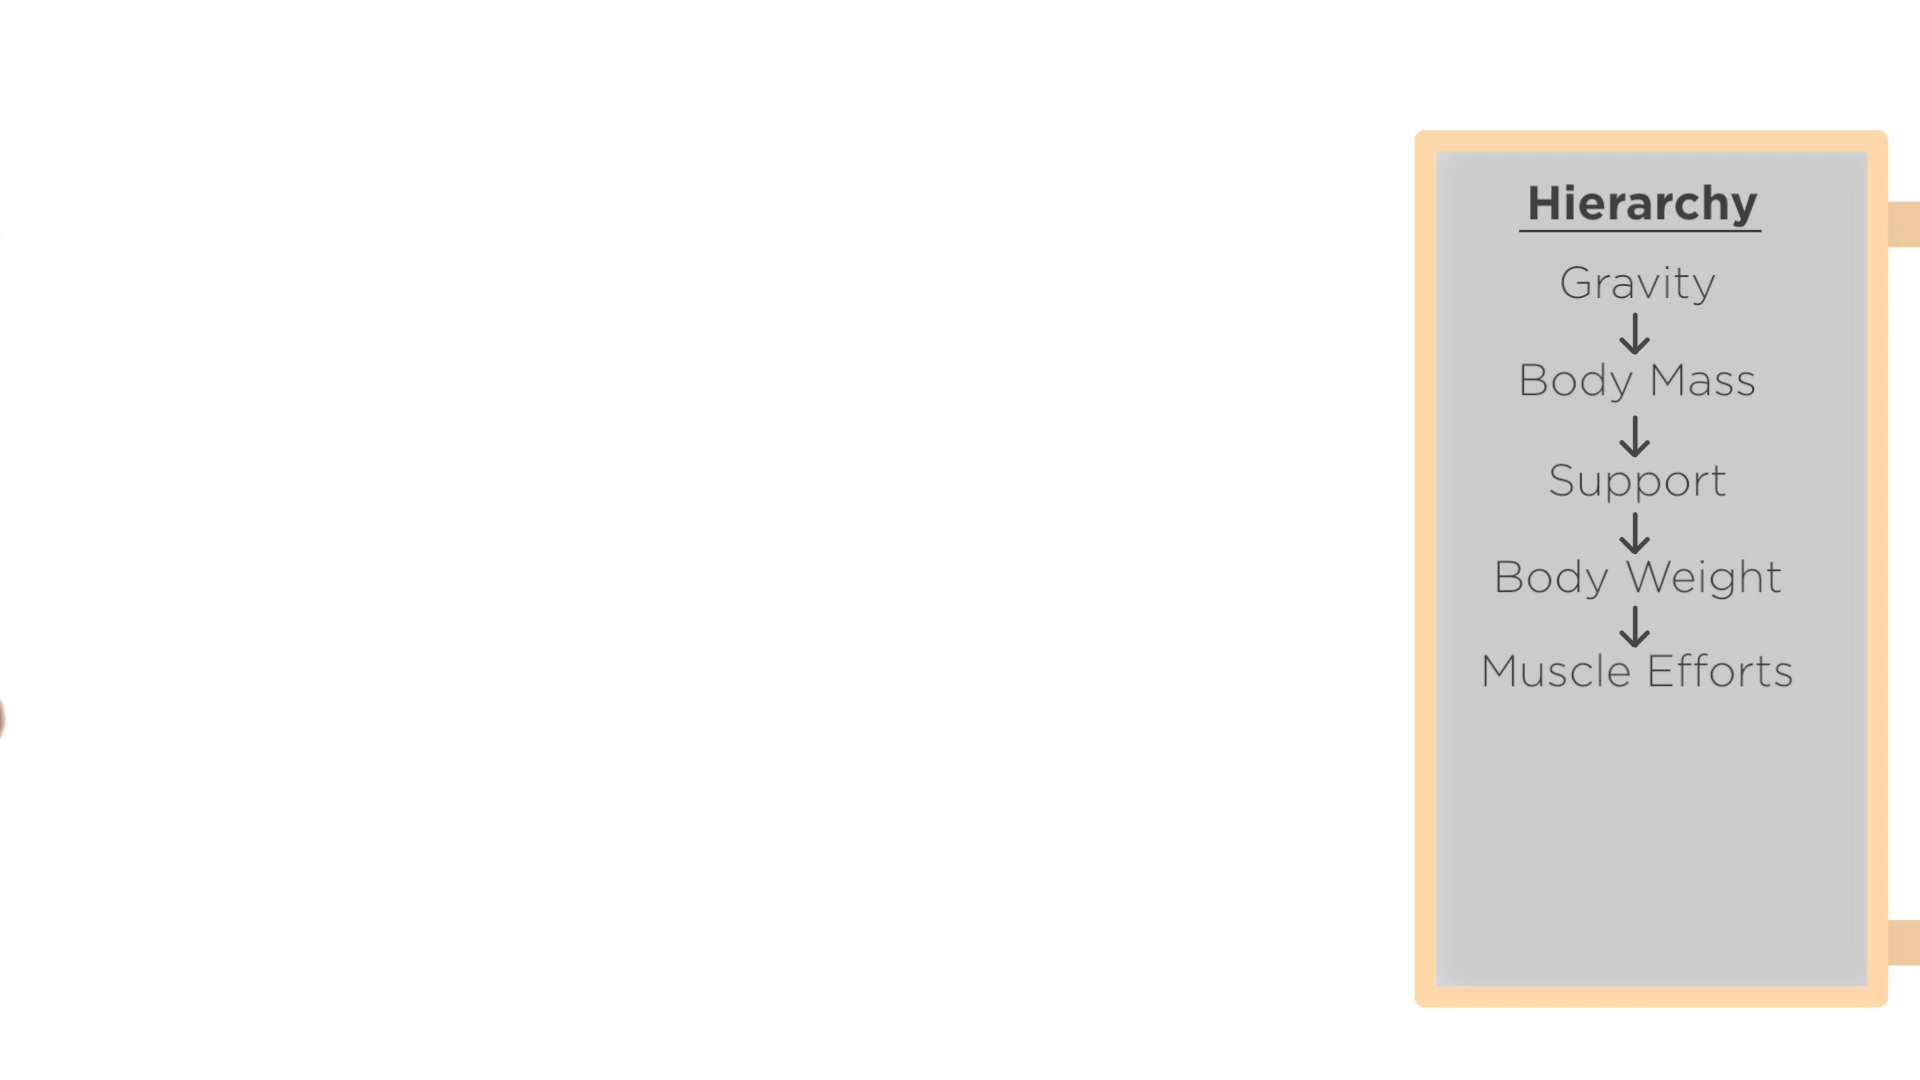 Hierarchy
Gravity
Body Mass
Support
Body Weight
Muscle Efforts